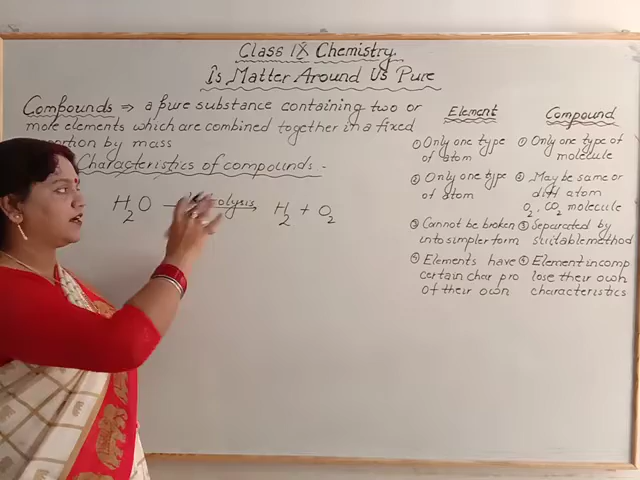 Class IX Chemistry.
Is Matter Around Us Pure
Compounds ⇒ a pure substance containing two or
more elements which are combined together in a fixed
by mass
Characteristics of compounds.-
H2O → H2 + O2
Element
① Only one type
of atom
② Only one type
of atom
③ Cannot be broken
into simpler form
④ Elements have
certain char pro
of their own
Compound
① Only one type of
molecule
② May be same or
diff atom
O2, CO2 molecule
③ Separated by
suitable method
④ Element in comp
lose their own
characteristics